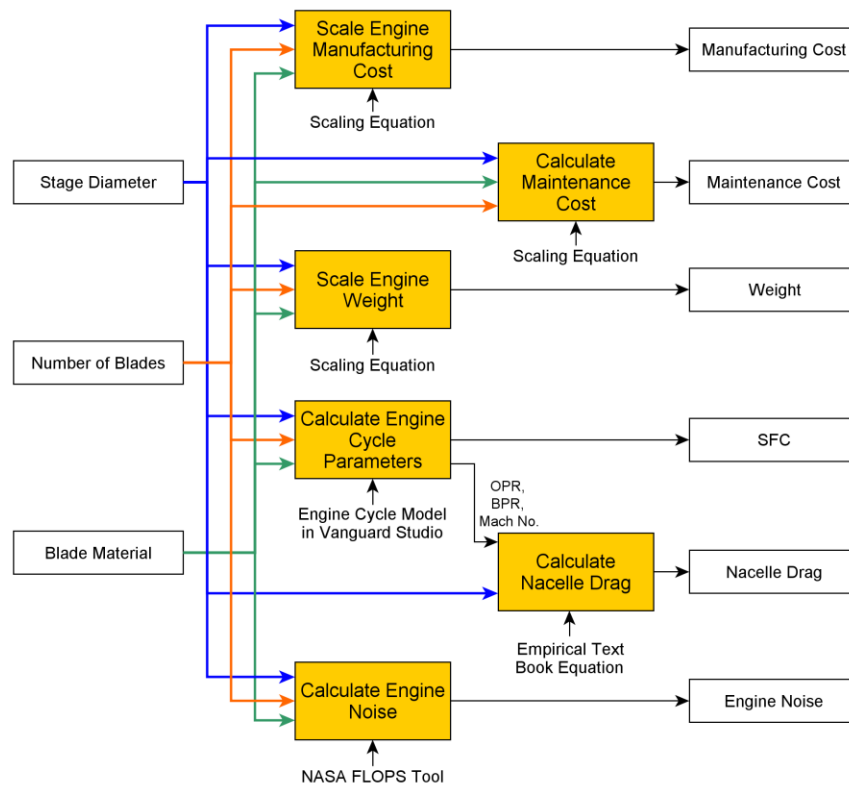 Scale Engine
Manufacturing
Cost
Manufacturing Cost
Scaling Equation
Stage Diameter
Calculate
Maintenance
Cost
Maintenance Cost
Scaling Equation
Scale Engine
Weight
Weight
Scaling Equation
Number of Blades
Calculate Engine
Cycle
Parameters
SFC
OPR,
BPR,
Mach No.
Engine Cycle Model
in Vanguard Studio
Blade Material
Calculate
Nacelle Drag
Nacelle Drag
Empirical Text
Book Equation
Calculate Engine
Noise
Engine Noise
NASA FLOPS Tool